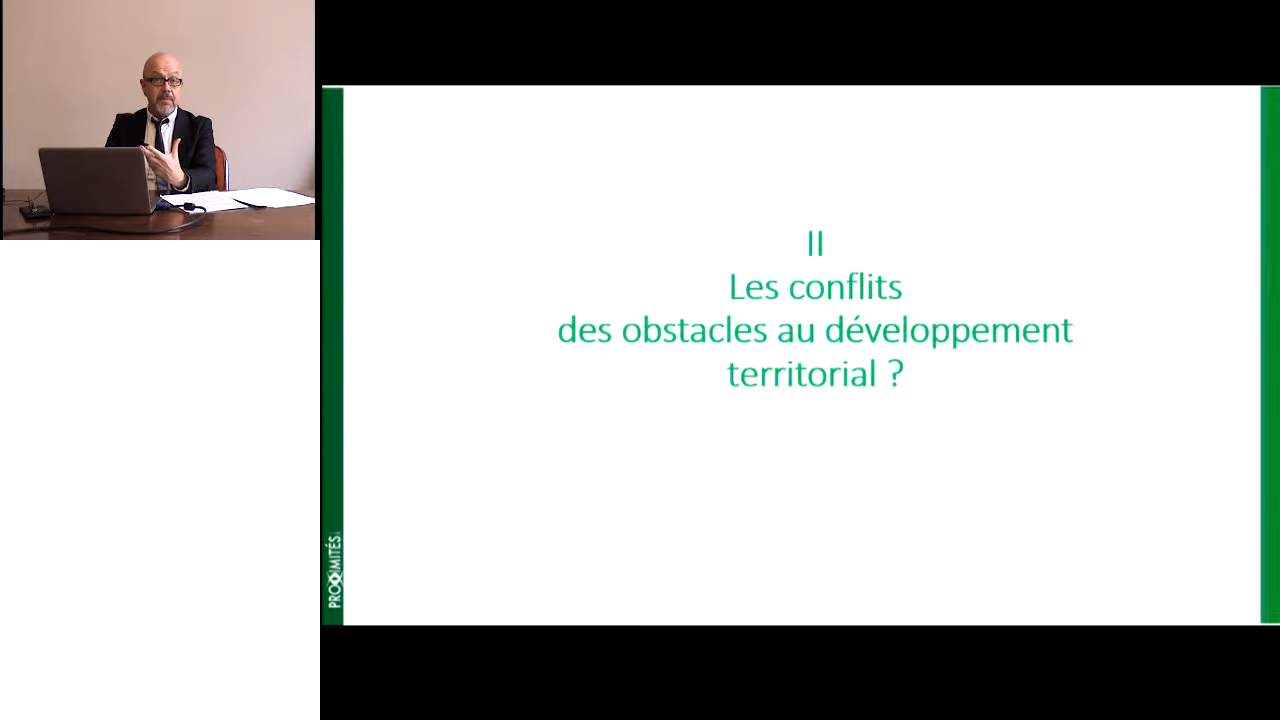 II
Les conflits
des obstacles au développement
territorial ?
PROXIMITÉS